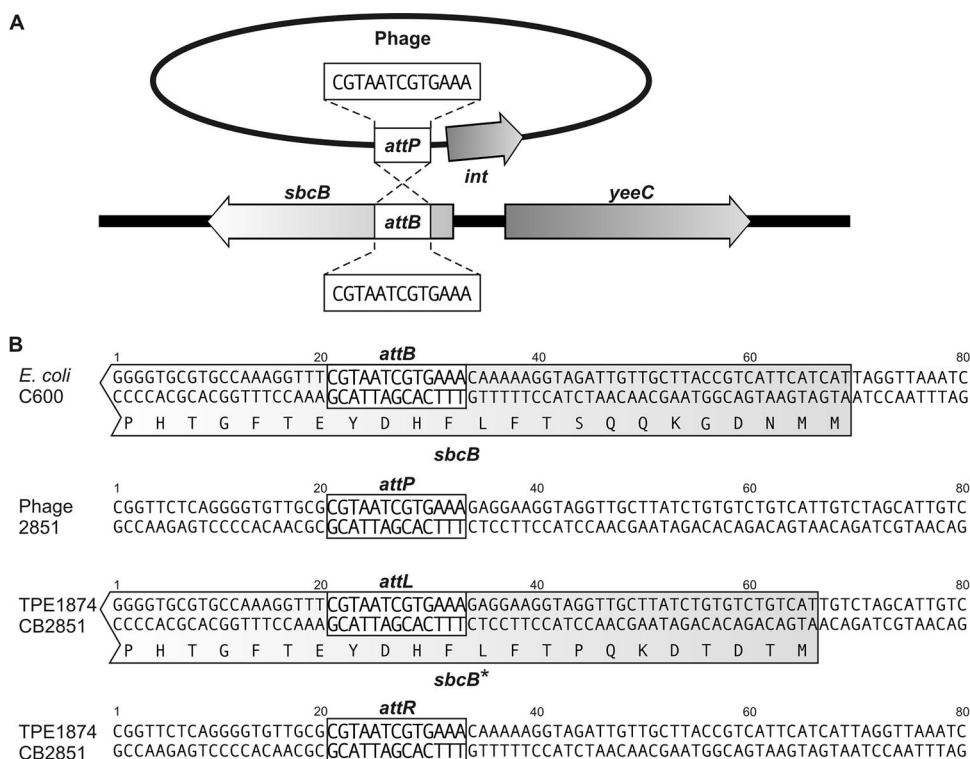 A
Phage
CGTAATCGTGAAA
attP
int
sbcB
yeeC
attB
CGTAATCGTGAAA
B
attB
1 20 40 60 80
E. coli GGGGTGCGTGCCAAAGGTTTCGTAATCGTGAAACAAAAAGGTAGATTGTTGCTTACCGTCATTCATCATTAGGTTAAATC
C600 CCCCACGCACGGTTTCCAAAGCATTAGCACTTTGTTTTTCCATCTAACAACGAATGGCAGTAAGTAGTAATCCAATTTAG
P H T G F T E Y D H F L F T S Q Q K G D N M M
sbcB
attP
1 20 40 60 80
Phage CGGTTCTCAGGGGTGTTGCGCGTAATCGTGAAAGAGGAAGGTAGGTTGCTTATCTGTGTCTGTCATTGTCTAGCATTGTC
2851 GCCAAGAGTCCCCACAACGCGCATTAGCACTTTCTCCTTCCATCCAACGAATAGACACAGACAGTAACAGATCGTAACAG
attL
1 20 40 60 80
TPE1874 GGGGTGCGTGCCAAAGGTTTCGTAATCGTGAAAGAGGAAGGTAGGTTGCTTATCTGTGTCTGTCATTGTCTAGCATTGTC
CB2851 CCCCACGCACGGTTTCCAAAGCATTAGCACTTTCTCCTTCCATCCAACGAATAGACACAGACAGTAACAGATCGTAACAG
P H T G F T E Y D H F L F T P Q K D T D T M
sbcB*
attR
1 20 40 60 80
TPE1874 CGGTTCTCAGGGGTGTTGCGCGTAATCGTGAAACAAAAAGGTAGATTGTTGCTTACCGTCATTCATCATTAGGTTAAATC
CB2851 GCCAAGAGTCCCCACAACGCGCATTAGCACTTTGTTTTTCCATCTAACAACGAATGGCAGTAAGTAGTAATCCAATTTAG